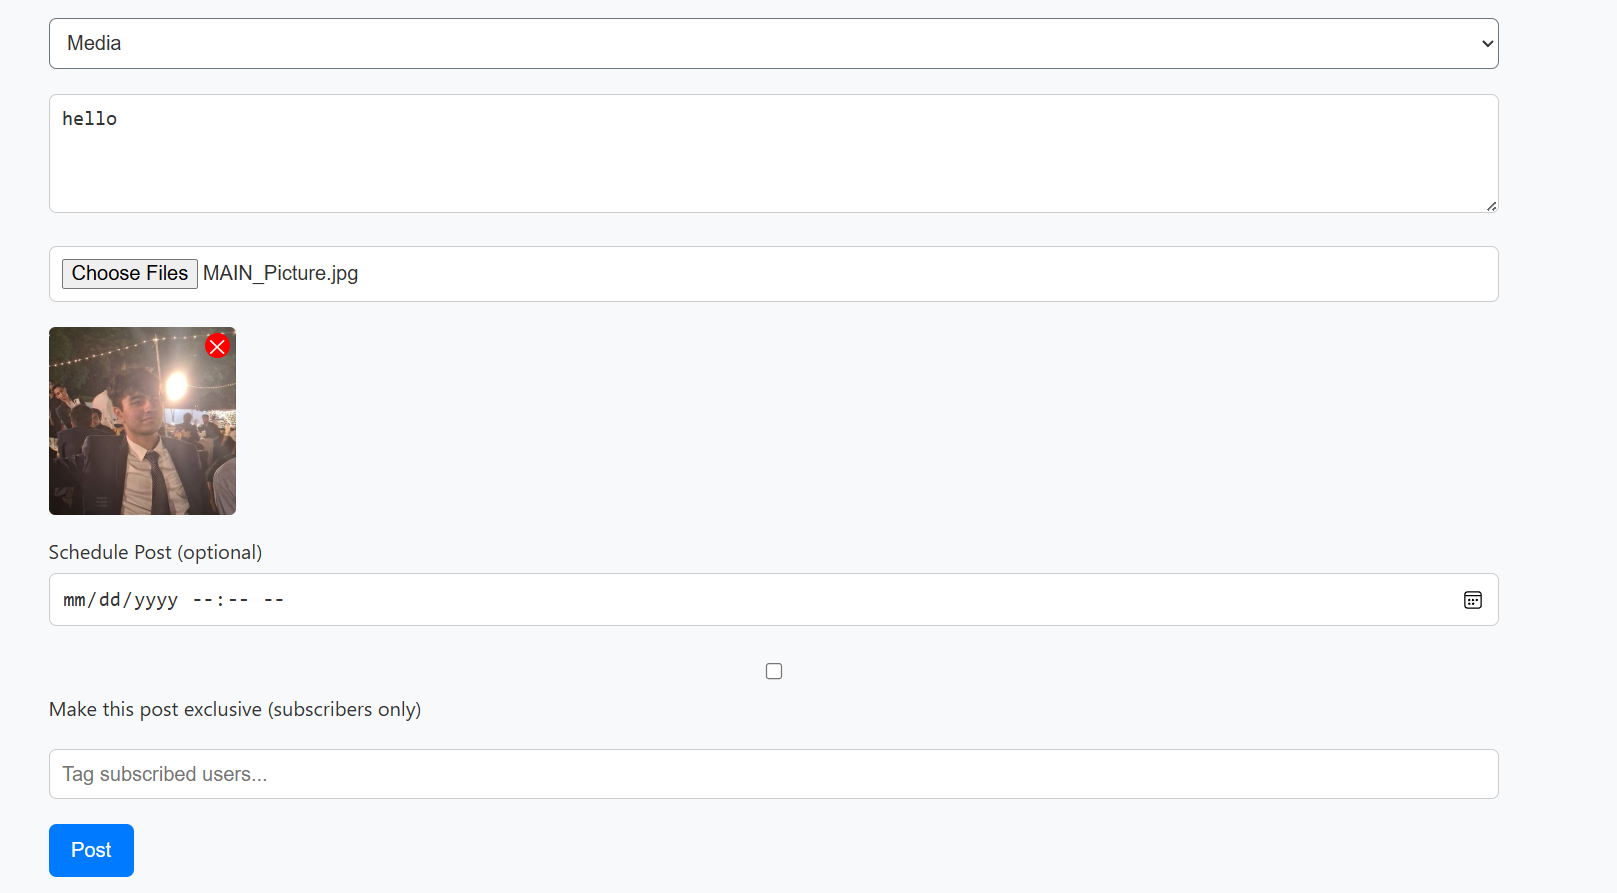 Media
hello
Choose Files MAIN_Picture.jpg
Schedule Post (optional)
mm/dd/yyyy --:-- --
Make this post exclusive (subscribers only)
Tag subscribed users...
Post